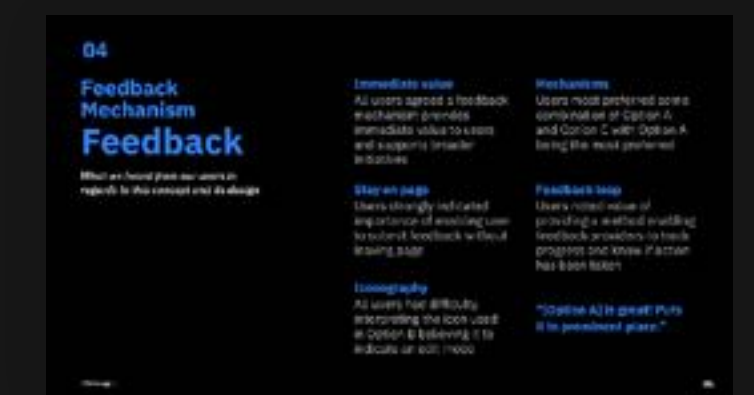 04
Feedback
Mechanism
Feedback
What we heard from our users in
regards to this concept and its design
Immediate value
All users agreed a feedback
mechanism provides
immediate value to users
and supports broader
initiatives
Stay on page
Users strongly indicated
importance of enabling user
to submit feedback without
leaving page
Iconography
All users had difficulty
interpreting the icon used
in Option B believing it to
indicate an edit mode
Mechanisms
Users most preferred some
combination of Option A
and Option C with Option A
being the most preferred
Feedback loop
Users noted value of
providing a method enabling
feedback providers to track
progress and know if action
has been taken
"[Option A] is great! Puts
it in prominent place."